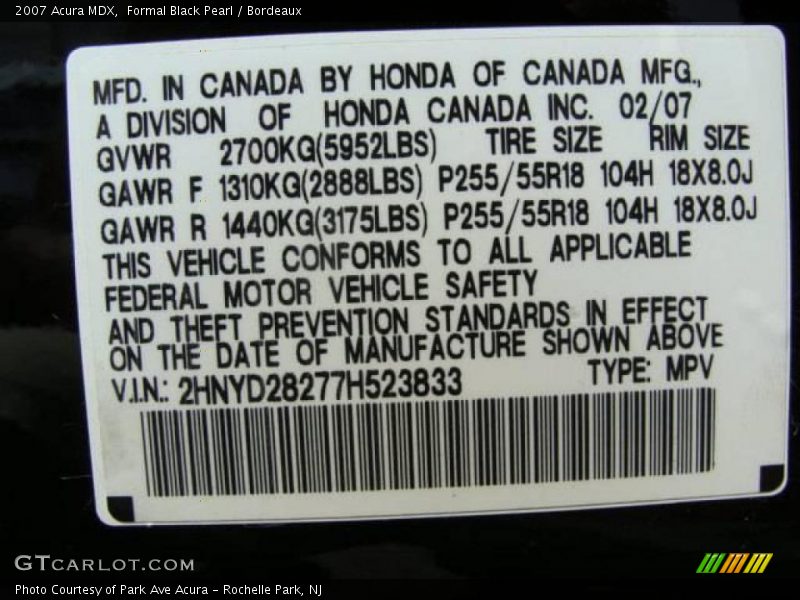 2007 Acura MDX,  Formal Black Pearl / Bordeaux
MFD. IN CANADA BY HONDA OF CANADA MFG.,
A DIVISION OF HONDA CANADA INC. 02/07
GVWR 2700KG(5952LBS) TIRE SIZE RIM SIZE
GAWR F 1310KG(2888LBS) P255/55R18 104H 18X8.0J
GAWR R 1440KG(3175LBS) P255/55R18 104H 18X8.0J
THIS VEHICLE CONFORMS TO ALL APPLICABLE
FEDERAL MOTOR VEHICLE SAFETY
AND THEFT PREVENTION STANDARDS IN EFFECT
ON THE DATE OF MANUFACTURE SHOWN ABOVE
V.I.N.: 2HNYD28277H523833 TYPE: MPV
GTCARLOT.COM
Photo Courtesy of Park Ave Acura - Rochelle Park, NJ